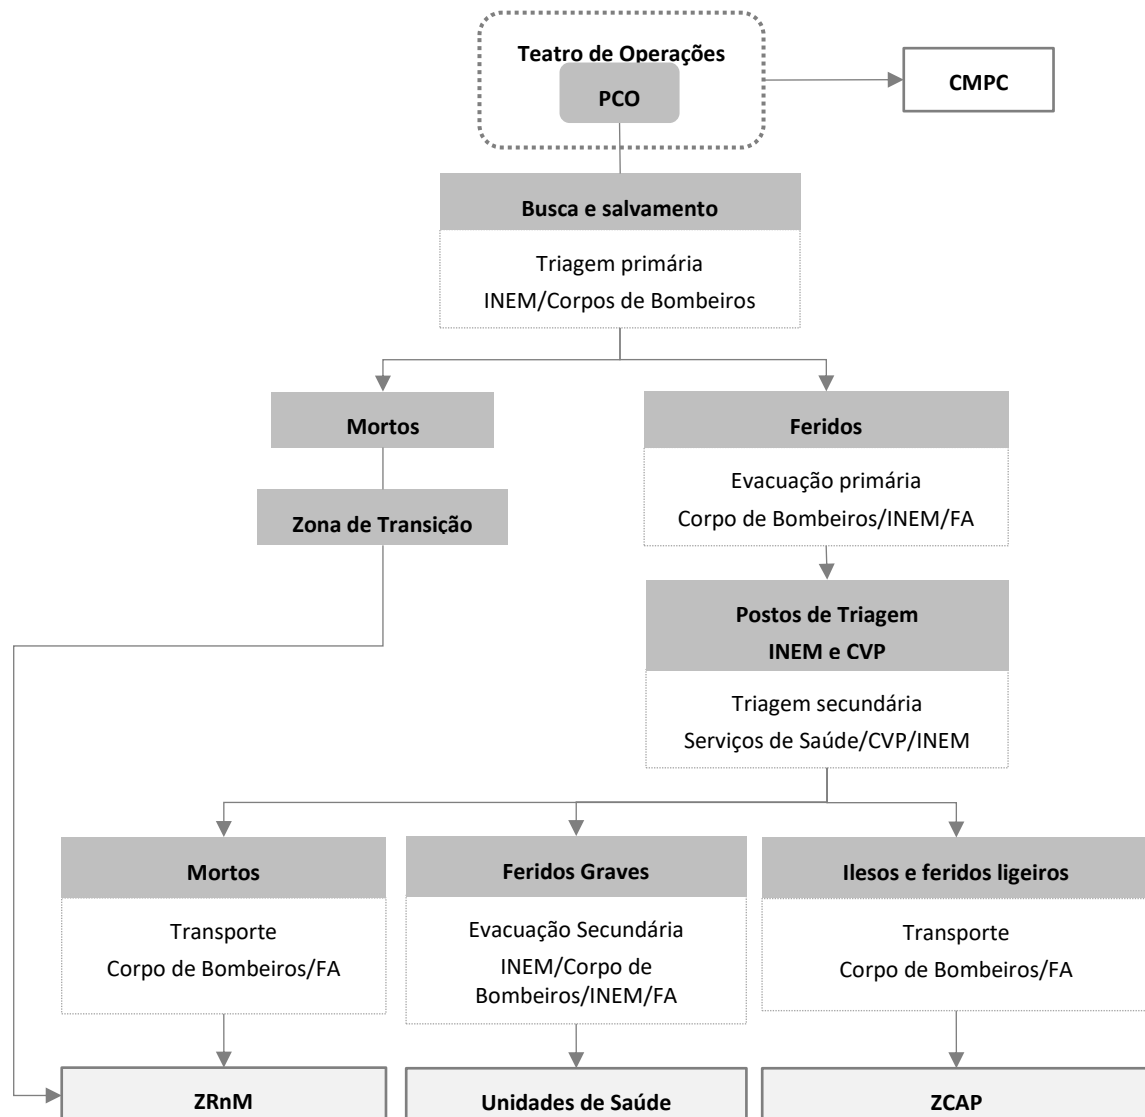 Teatro de Operações
PCO
CMPC
Busca e salvamento
Triagem primária
INEM/Corpos de Bombeiros
Mortos
Feridos
Evacuação primária
Corpo de Bombeiros/INEM/FA
Zona de Transição
Postos de Triagem
INEM e CVP
Triagem secundária
Serviços de Saúde/CVP/INEM
Mortos
Transporte
Corpo de Bombeiros/FA
Feridos Graves
Evacuação Secundária
INEM/Corpo de
Bombeiros/INEM/FA
Ilesos e feridos ligeiros
Transporte
Corpo de Bombeiros/FA
ZRnM
Unidades de Saúde
ZCAP